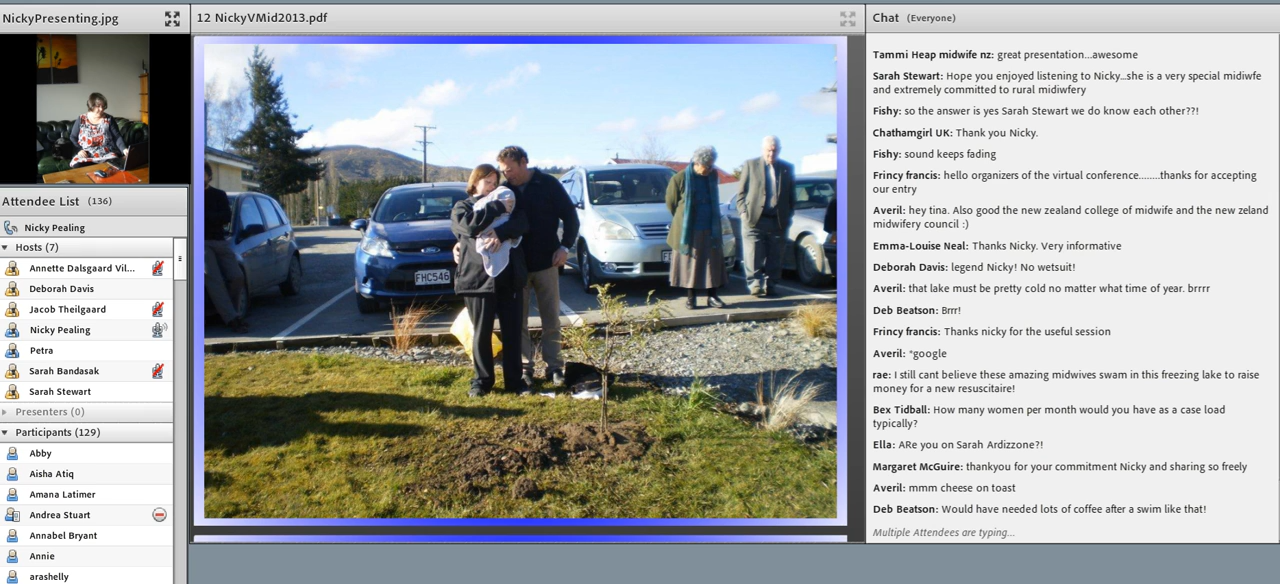 NickyPresenting.jpg
Attendee List (136)
Nicky Pealing
Hosts (7)
Annette Dalsgaard Vil...
Deborah Davis
Jacob Theilgaard
Nicky Pealing
Petra
Sarah Bandasak
Sarah Stewart
Presenters (0)
Participants (129)
Abby
Aisha Atiq
Amana Latimer
Andrea Stuart
Annabel Bryant
Annie
arashelly
12 NickyVMid2013.pdf
FHC546
Chat (Everyone)
Tammi Heap midwife nz: great presentation...awesome
Sarah Stewart: Hope you enjoyed listening to Nicky...she is a very special midiwfe
and extremely committed to rural midiwfery
Fishy: so the answer is yes Sarah Stewart we do know each other??!
Chathamgirl UK: Thank you Nicky.
Fishy: sound keeps fading
Frincy francis: hello organizers of the virtual conference........thanks for accepting
our entry
Averil: hey tina. Also good the new zealand college of midwife and the new zeland
midwifery council :)
Emma-Louise Neal: Thanks Nicky. Very informative
Deborah Davis: legend Nicky! No wetsuit!
Averil: that lake must be pretty cold no matter what time of year. brrrr
Deb Beatson: Brrr!
Frincy francis: Thanks nicky for the useful session
Averil: *google
rae: I still cant believe these amazing midwives swam in this freezing lake to raise
money for a new resuscitaire!
Bex Tidball: How many women per month would you have as a case load
typically?
Ella: ARe you on Sarah Ardizzone?!
Margaret McGuire: thankyou for your commitment Nicky and sharing so freely
Averil: mmm cheese on toast
Deb Beatson: Would have needed lots of coffee after a swim like that!
Multiple Attendees are typing...